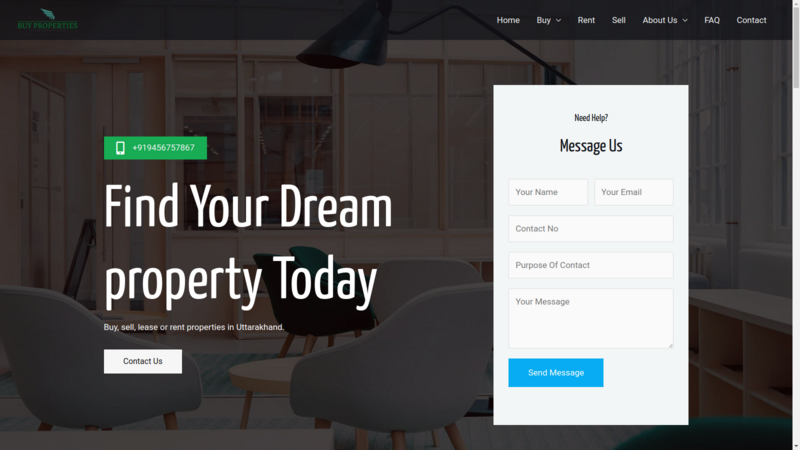 BUY PROPERTIES
Home
Buy
Rent
Sell
About Us
FAQ
Contact
+919456757867
Find Your Dream
property Today
Buy, sell, lease or rent properties in Uttarakhand.
Contact Us
Need Help?
Message Us
Your Name
Your Email
Contact No
Purpose Of Contact
Your Message
Send Message